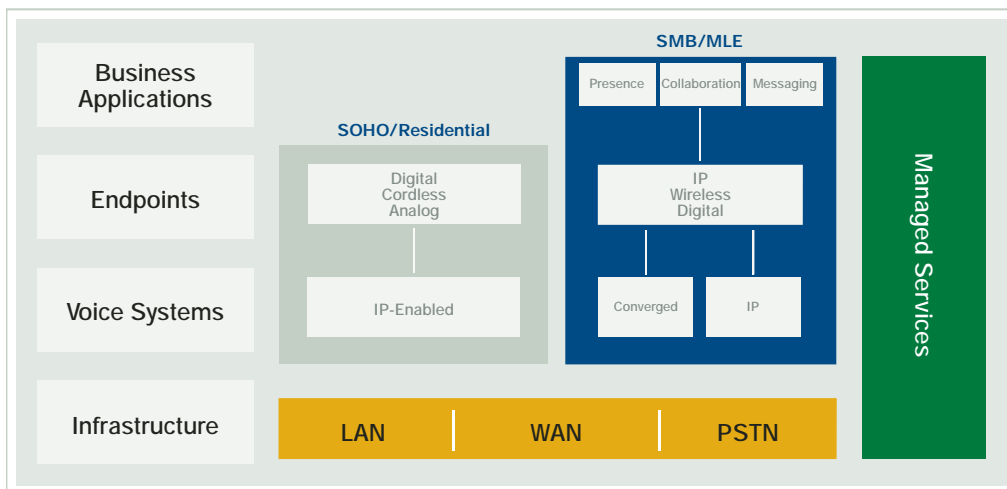 SMB/MLE
Business
Applications
Presence
Collaboration
Messaging
SOHO/Residential
Endpoints
Digital
Cordless
Analog
IP
Wireless
Digital
Voice Systems
IP-Enabled
Converged
IP
Infrastructure
LAN
WAN
PSTN
Managed Services